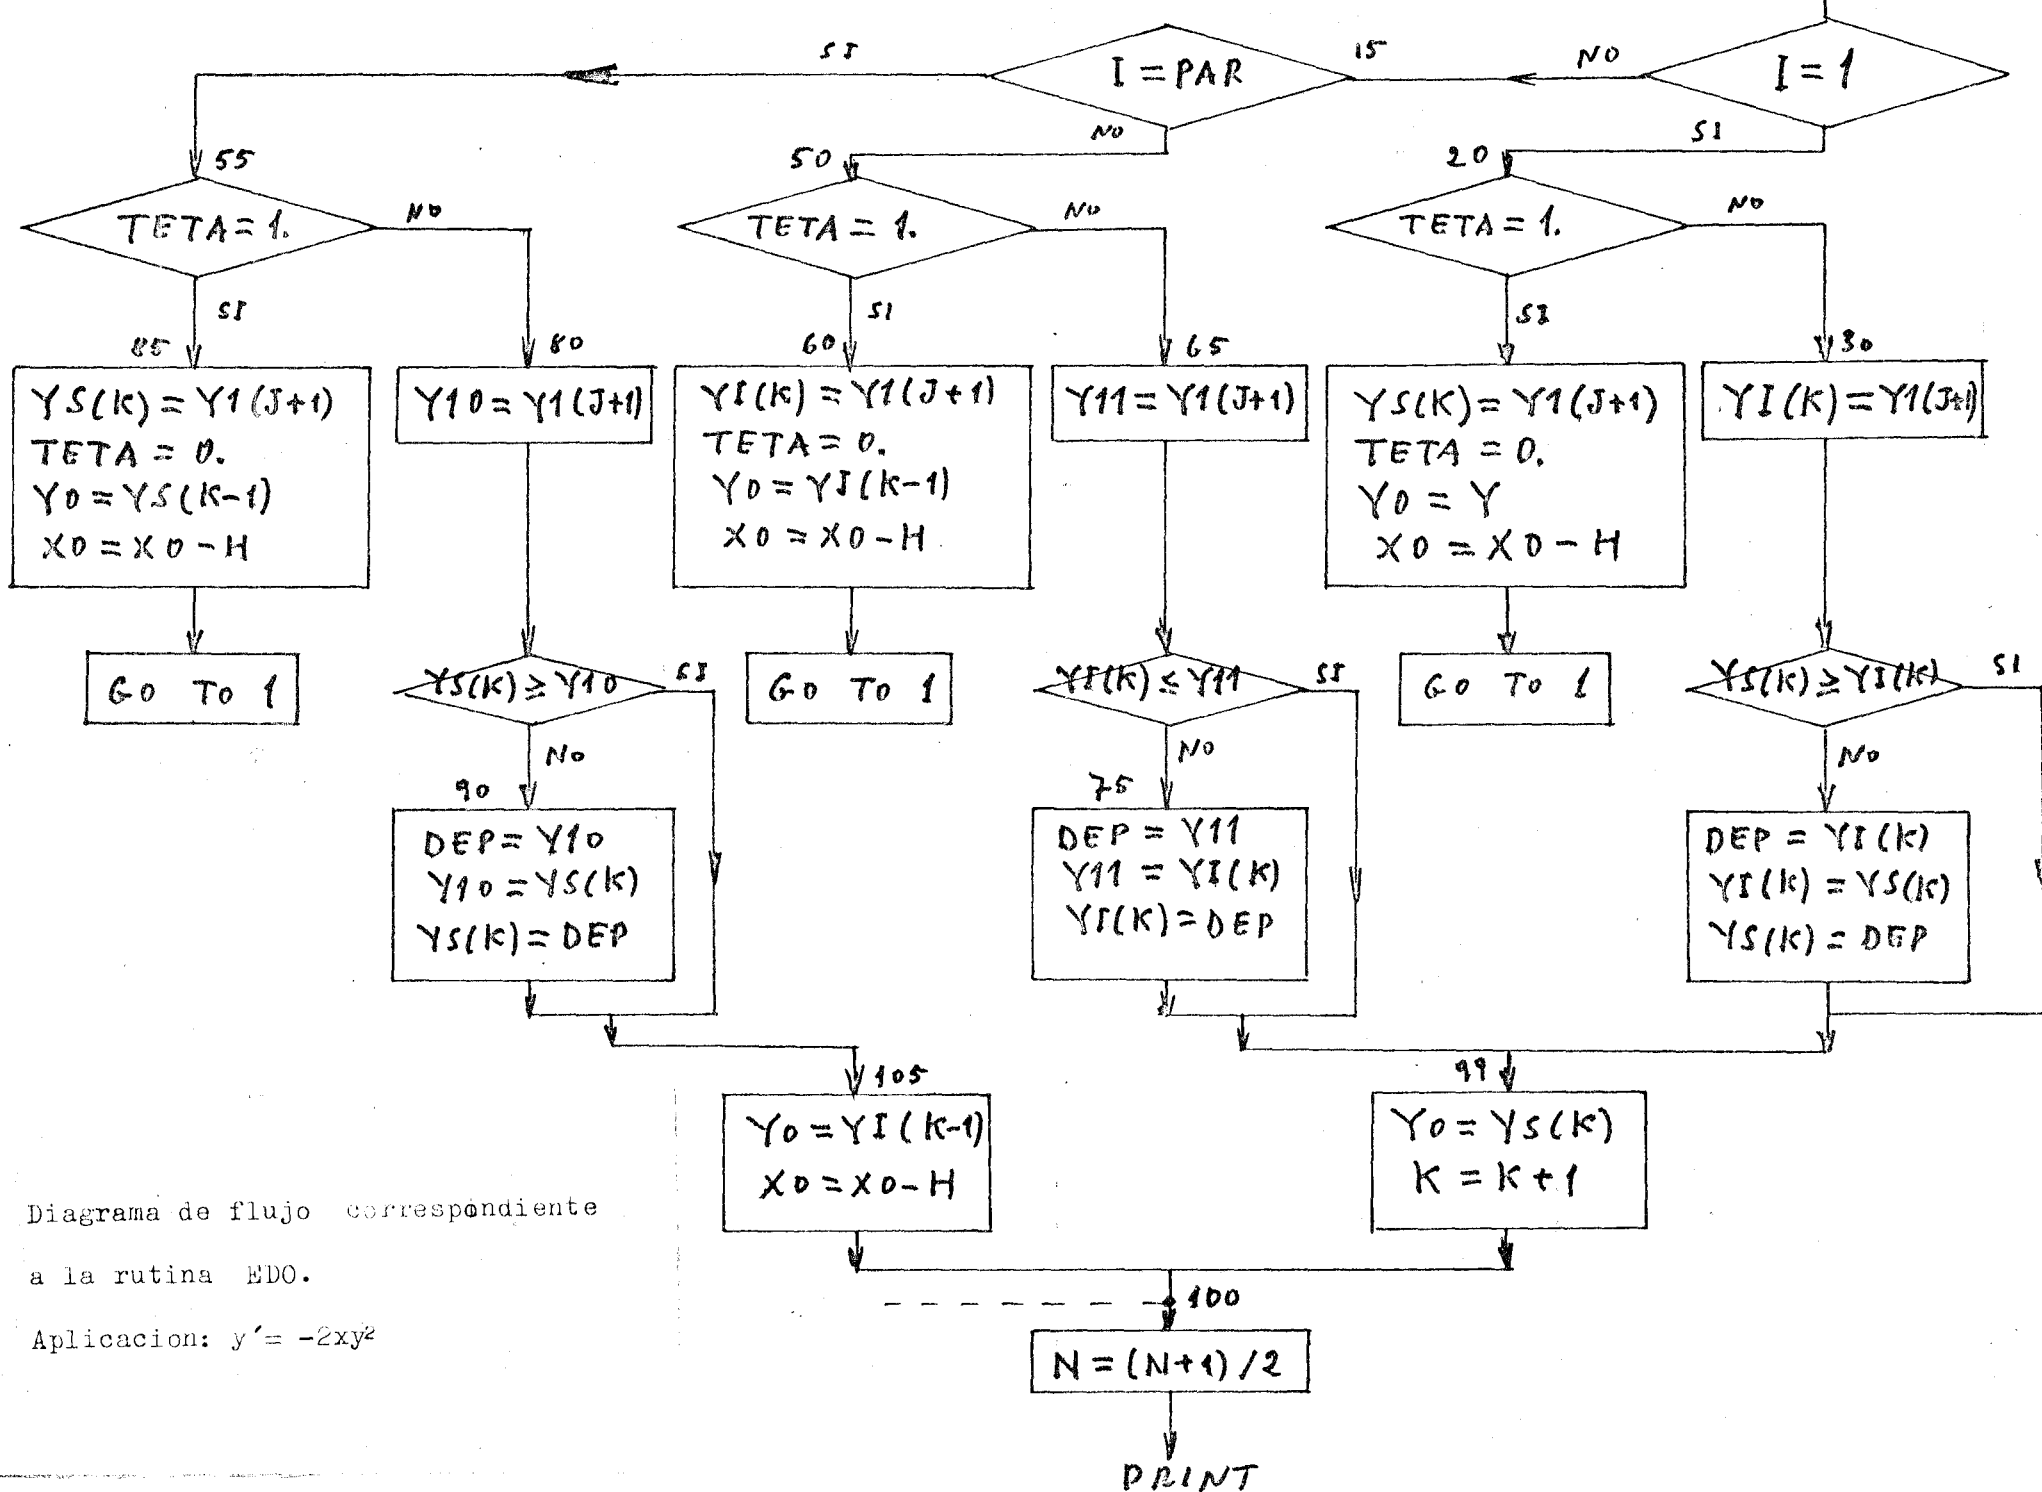 SI
I = PAR
15
NO
I = 1
NO
SI
55
TETA = 1.
NO
50
TETA = 1.
NO
20
TETA = 1.
NO
SI
SI
SI
85
YS(K) = Y1(J+1)
TETA = 0.
Y0 = YS(K-1)
X0 = X0 - H
80
Y10 = Y1(J+1)
60
YI(K) = Y1(J+1)
TETA = 0.
Y0 = YI(K-1)
X0 = X0 - H
65
Y11 = Y1(J+1)
YS(K) = Y1(J+1)
TETA = 0.
Y0 = Y
X0 = X0 - H
30
YI(K) = Y1(J+1)
GO TO 1
YS(K) ≥ Y10
SI
GO TO 1
YI(K) ≤ Y11
SI
GO TO 1
YS(K) ≥ YI(K)
SI
NO
NO
NO
90
DEP = Y10
Y10 = YS(K)
YS(K) = DEP
75
DEP = Y11
Y11 = YI(K)
YI(K) = DEP
DEP = YI(K)
YI(K) = YS(K)
YS(K) = DEP
105
Y0 = YI(K-1)
X0 = X0 - H
99
Y0 = YS(K)
K = K + 1
Diagrama de flujo correspondiente
a la rutina EDO.
Aplicacion: y´= -2xy²
100
N = (N+1) /2
PRINT